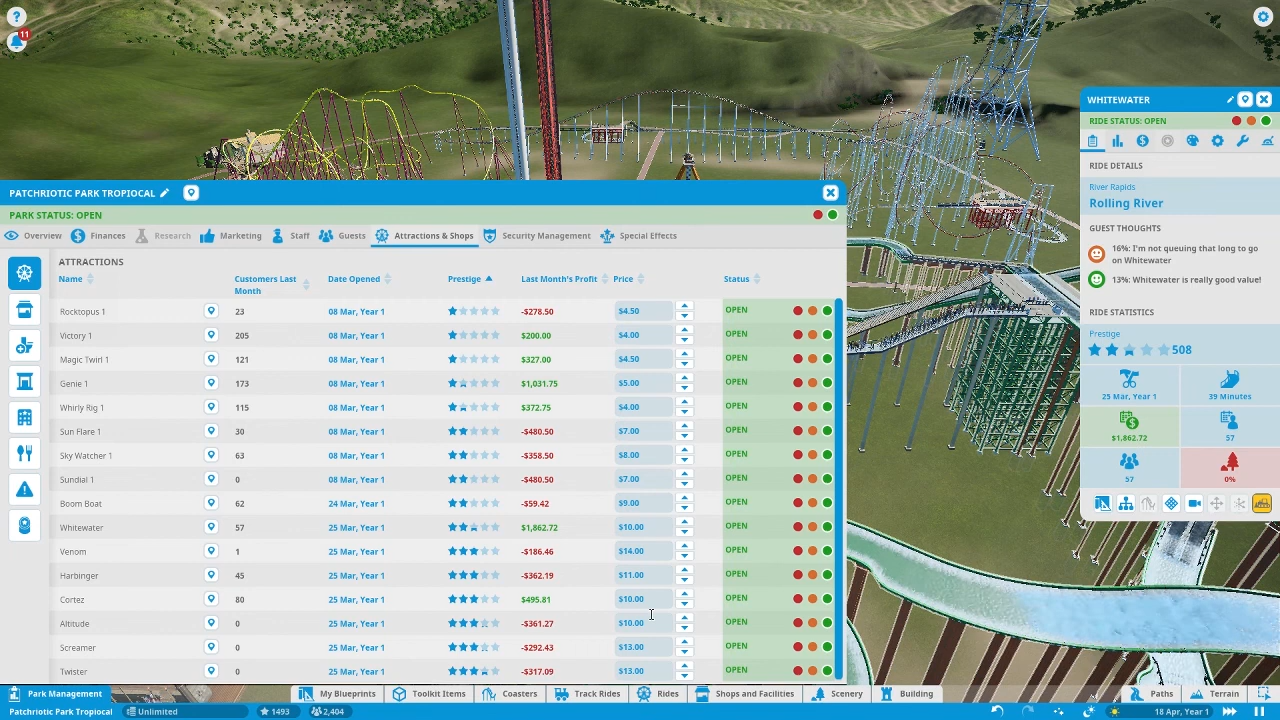 ?
11
PATCHRIOTIC PARK TROPIOCAL
PARK STATUS: OPEN
Overview Finances Research Marketing Staff Guests Attractions & Shops Security Management Special Effects
ATTRACTIONS
Name Customers Last Month Date Opened Prestige Last Month's Profit Price Status
Rocktopus 1 23 08 Mar, Year 1 -$278.50 $4.50 OPEN
Victory 1 205 08 Mar, Year 1 $200.00 $4.00 OPEN
Magic Twirl 1 121 08 Mar, Year 1 $327.00 $4.50 OPEN
Genie 1 173 08 Mar, Year 1 $1,031.75 $5.00 OPEN
Whirly Rig 1 115 08 Mar, Year 1 $372.75 $4.00 OPEN
Sun Flare 1 30 08 Mar, Year 1 -$480.50 $7.00 OPEN
Sky Watcher 1 63 08 Mar, Year 1 -$358.50 $8.00 OPEN
Sundial 1 0 08 Mar, Year 1 -$480.50 $7.00 OPEN
Boom Boat 62 24 Mar, Year 1 -$59.42 $9.00 OPEN
Whitewater 57 25 Mar, Year 1 $1,862.72 $10.00 OPEN
Venom 1 25 Mar, Year 1 -$186.46 $14.00 OPEN
Harbinger 45 25 Mar, Year 1 -$362.19 $11.00 OPEN
Cortez 80 25 Mar, Year 1 $495.81 $10.00 OPEN
Altitude 0 25 Mar, Year 1 -$361.27 $10.00 OPEN
Screamer 0 25 Mar, Year 1 -$292.43 $13.00 OPEN
Twister 0 25 Mar, Year 1 -$317.09 $13.00 OPEN
WHITEWATER
RIDE STATUS: OPEN
RIDE DETAILS
River Rapids
Rolling River
GUEST THOUGHTS
16%: I'm not queuing that long to go
on Whitewater
13%: Whitewater is really good value!
RIDE STATISTICS
Prestige
508
25 Mar, Year 1 39 Minutes
$1,862.72 57
57 0%
Park Management My Blueprints Toolkit Items Coasters Track Rides Rides Shops and Facilities Scenery Building Paths Terrain
Patchriotic Park Tropiocal Unlimited 1493 2,404 18 Apr, Year 1